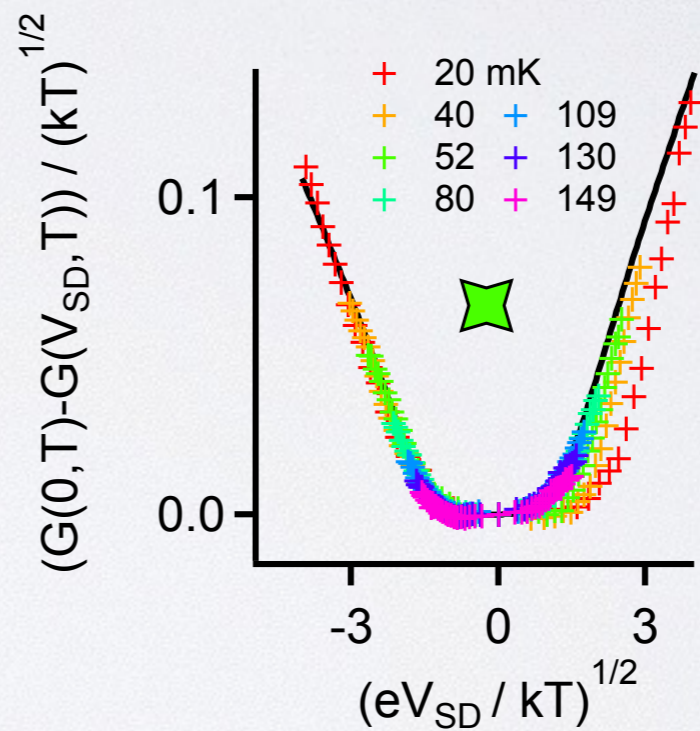 (G(0,T)-G(V_SD,T)) / (kT)^1/2
20 mK
40 109
52 130
80 149
0.1
0.0
-3 0 3
(eV_SD / kT)^1/2